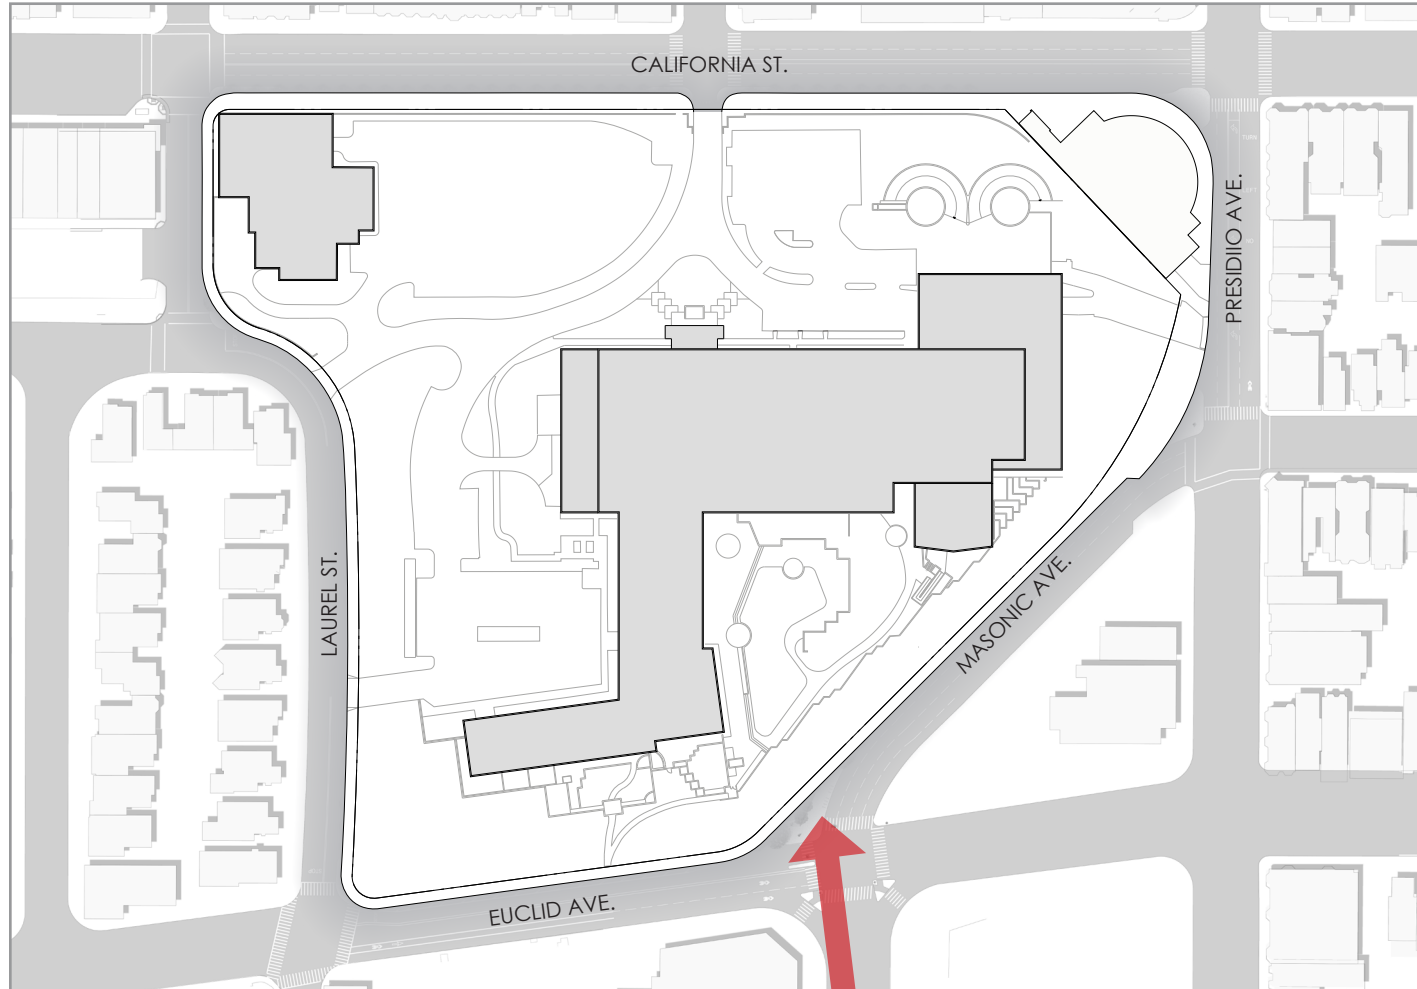 CALIFORNIA ST.
PRESIDIIO AVE.
LAUREL ST.
MASONIC AVE.
EUCLID AVE.